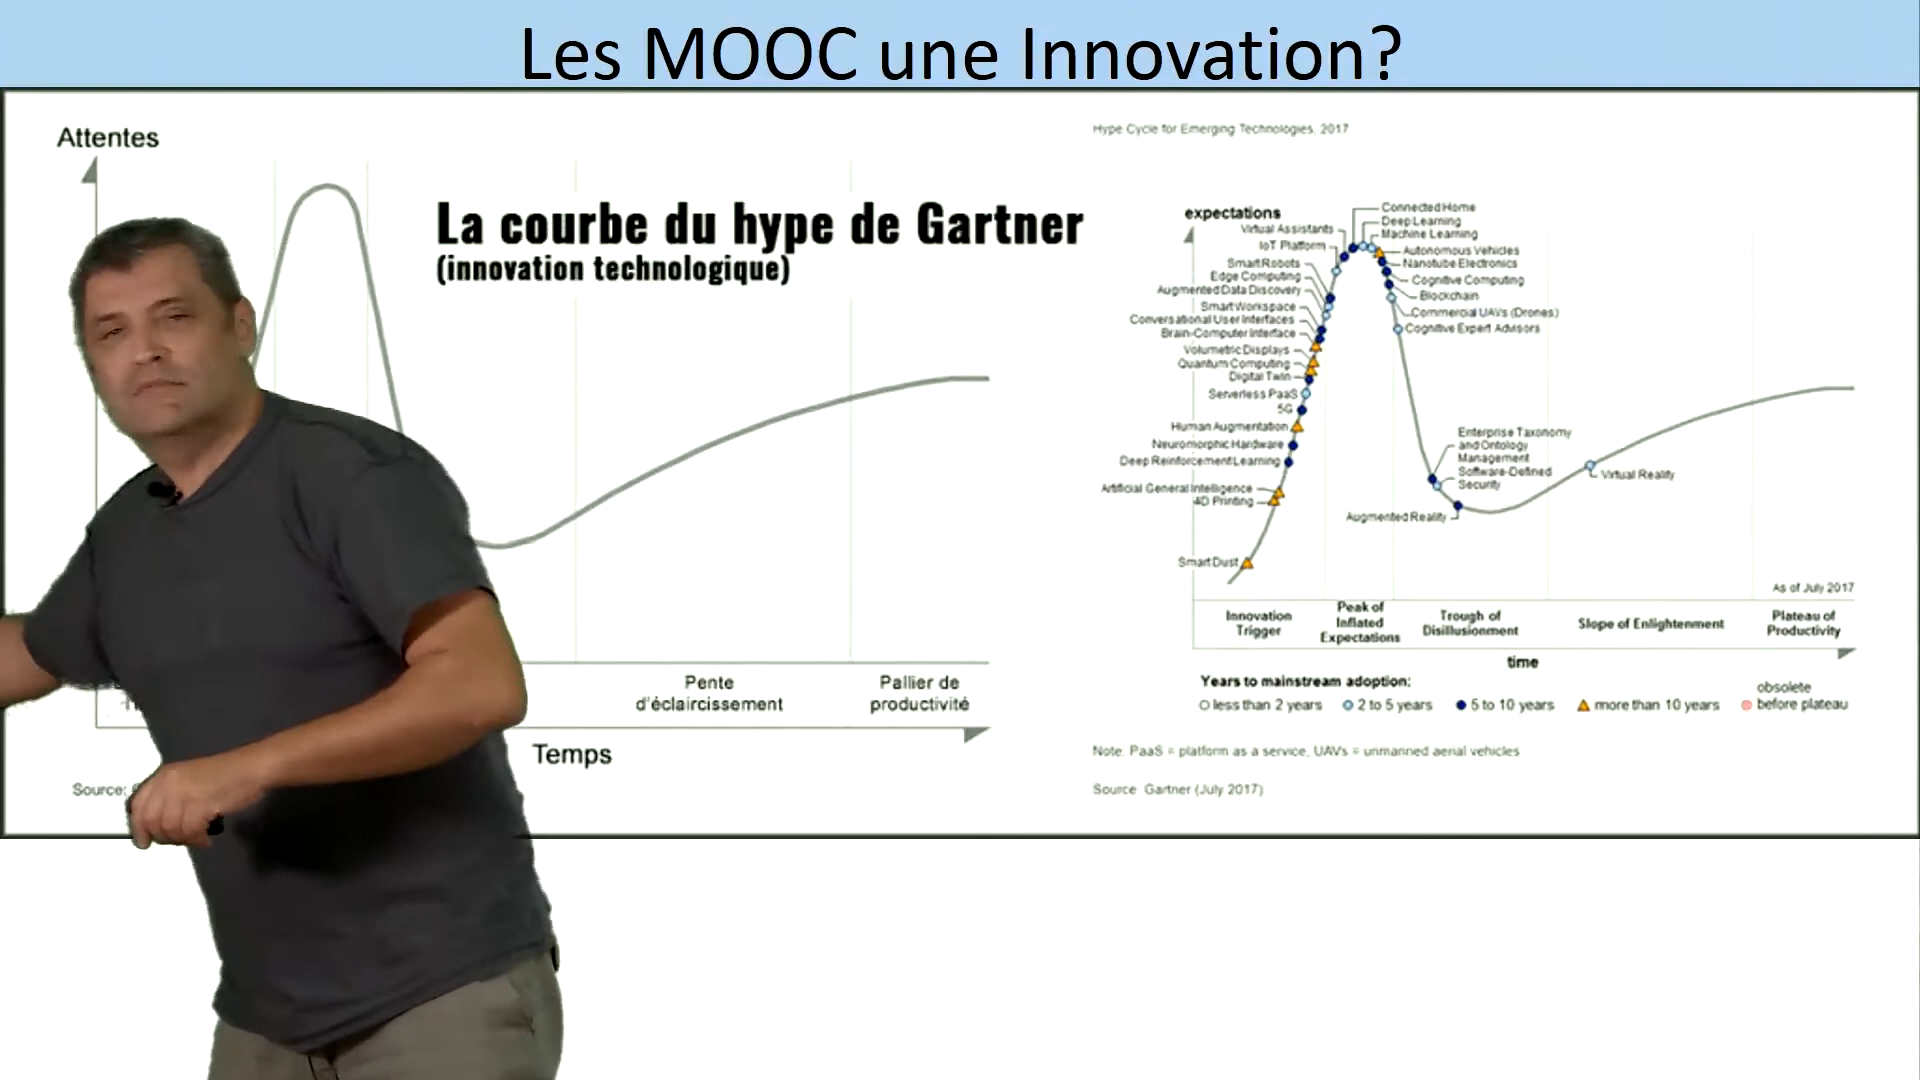 Les MOOC une Innovation?
Attentes
La courbe du hype de Gartner
(innovation technologique)
Pente
d'éclaircissement
Pallier de
productivité
Temps
Source:
Hype Cycle for Emerging Technologies, 2017
expectations
Connected Home
Deep Learning
Machine Learning
Autonomous Vehicles
Nanotube Electronics
Cognitive Computing
Blockchain
Commercial UAVs (Drones)
Cognitive Expert Advisors
Virtual Assistants
IoT Platform
Smart Robots
Edge Computing
Augmented Data Discovery
Smart Workspace
Conversational User Interfaces
Brain-Computer Interface
Volumetric Displays
Quantum Computing
Digital Twin
Serverless PaaS
5G
Human Augmentation
Neuromorphic Hardware
Deep Reinforcement Learning
Artificial General Intelligence
4D Printing
Smart Dust
Enterprise Taxonomy
and Ontology
Management
Software-Defined
Security
Augmented Reality
Virtual Reality
As of July 2017
Innovation
Trigger
Peak of
Inflated
Expectations
Trough of
Disillusionment
Slope of Enlightenment
Plateau of
Productivity
time
Years to mainstream adoption:
less than 2 years
2 to 5 years
5 to 10 years
more than 10 years
obsolete
before plateau
Note: PaaS = platform as a service; UAVs = unmanned aerial vehicles
Source: Gartner (July 2017)